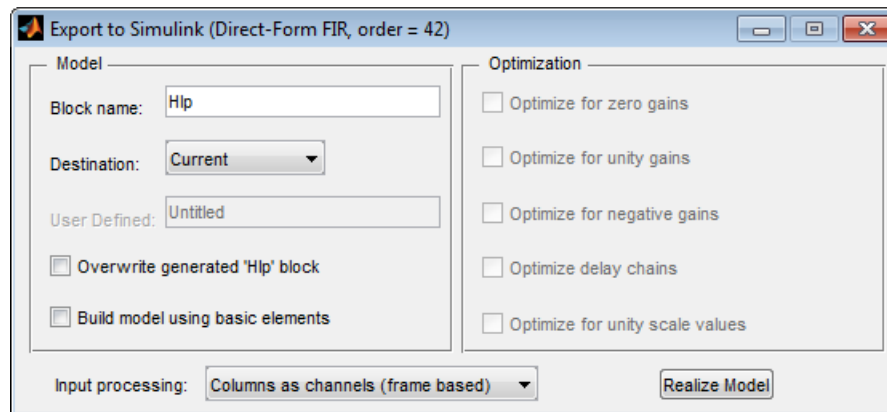 Export to Simulink (Direct-Form FIR, order = 42)
Model
Block name: Hlp
Destination: Current
User Defined: Untitled
Overwrite generated 'Hlp' block
Build model using basic elements
Optimization
Optimize for zero gains
Optimize for unity gains
Optimize for negative gains
Optimize delay chains
Optimize for unity scale values
Input processing: Columns as channels (frame based)
Realize Model